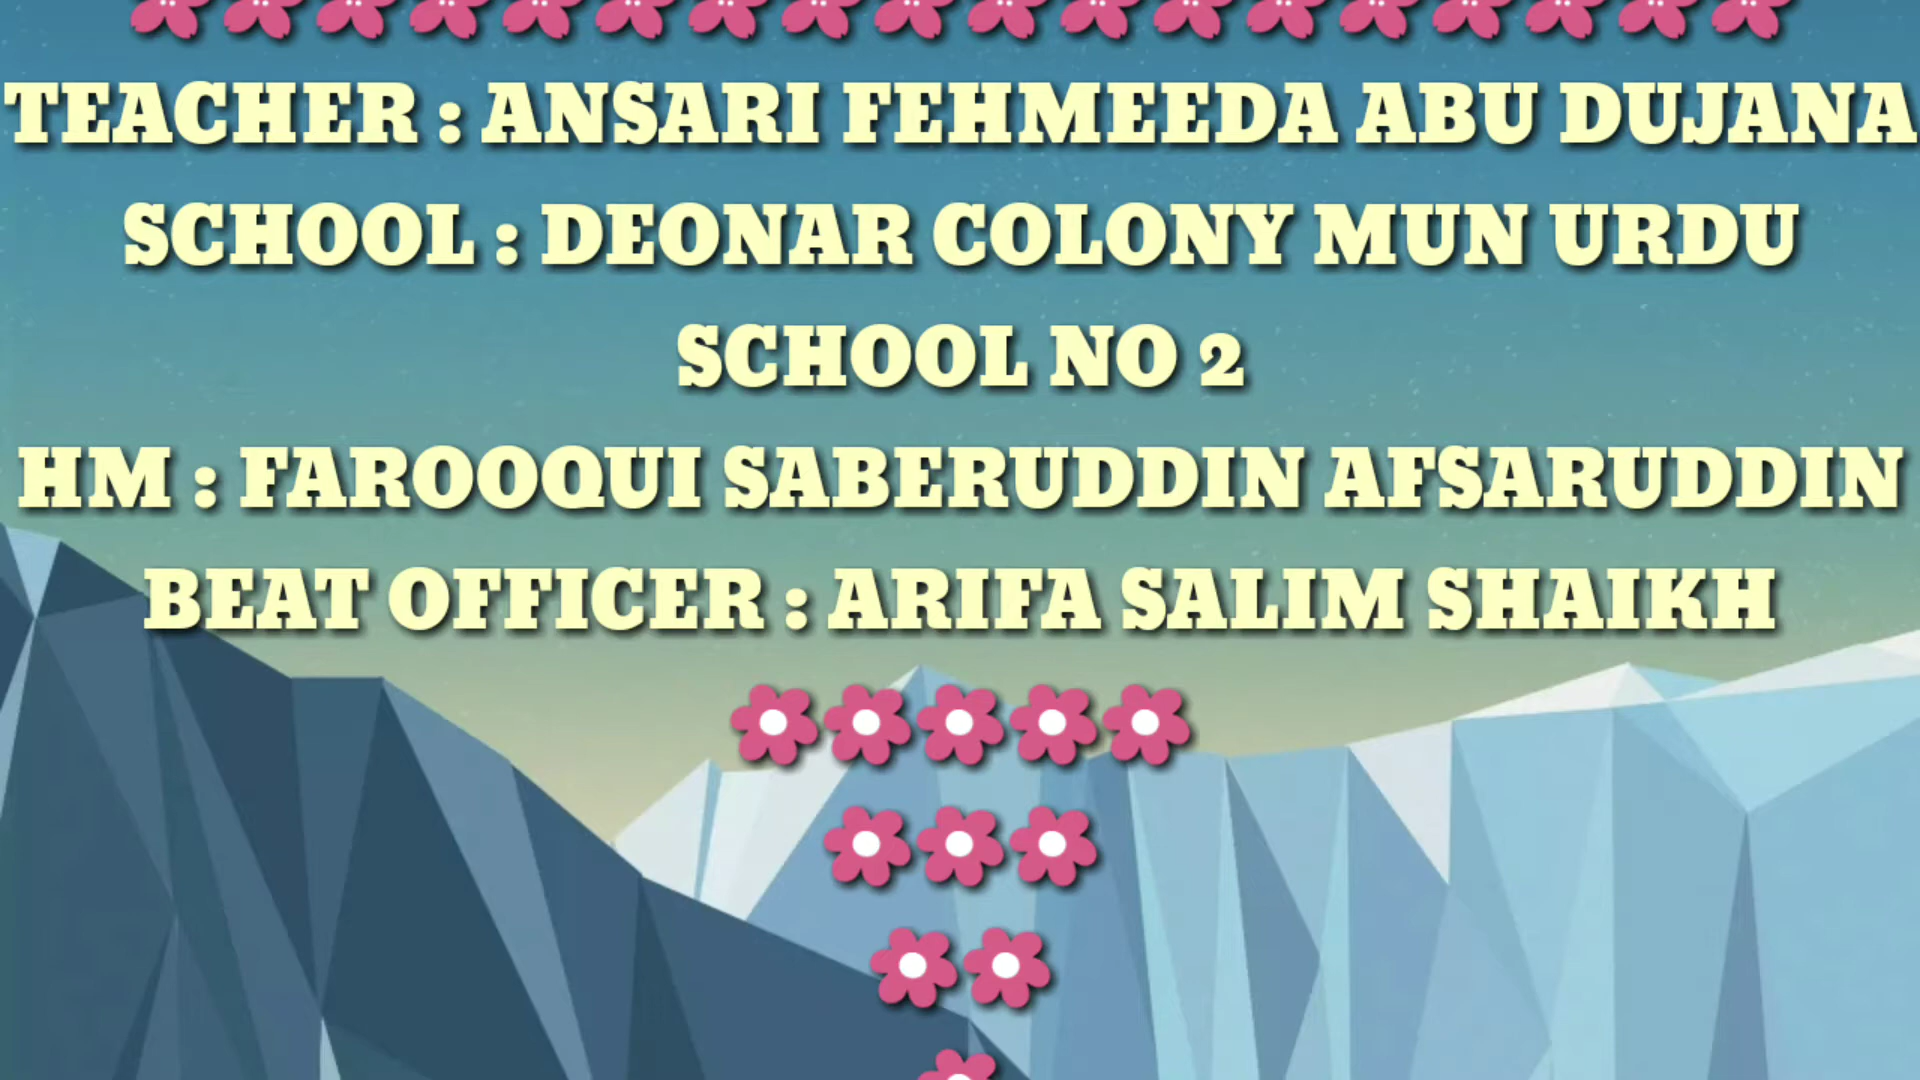 TEACHER : ANSARI FEHMEEDA ABU DUJANA
SCHOOL : DEONAR COLONY MUN URDU
SCHOOL NO 2
HM : FAROOQUI SABERUDDIN AFSARUDDIN
BEAT OFFICER : ARIFA SALIM SHAIKH